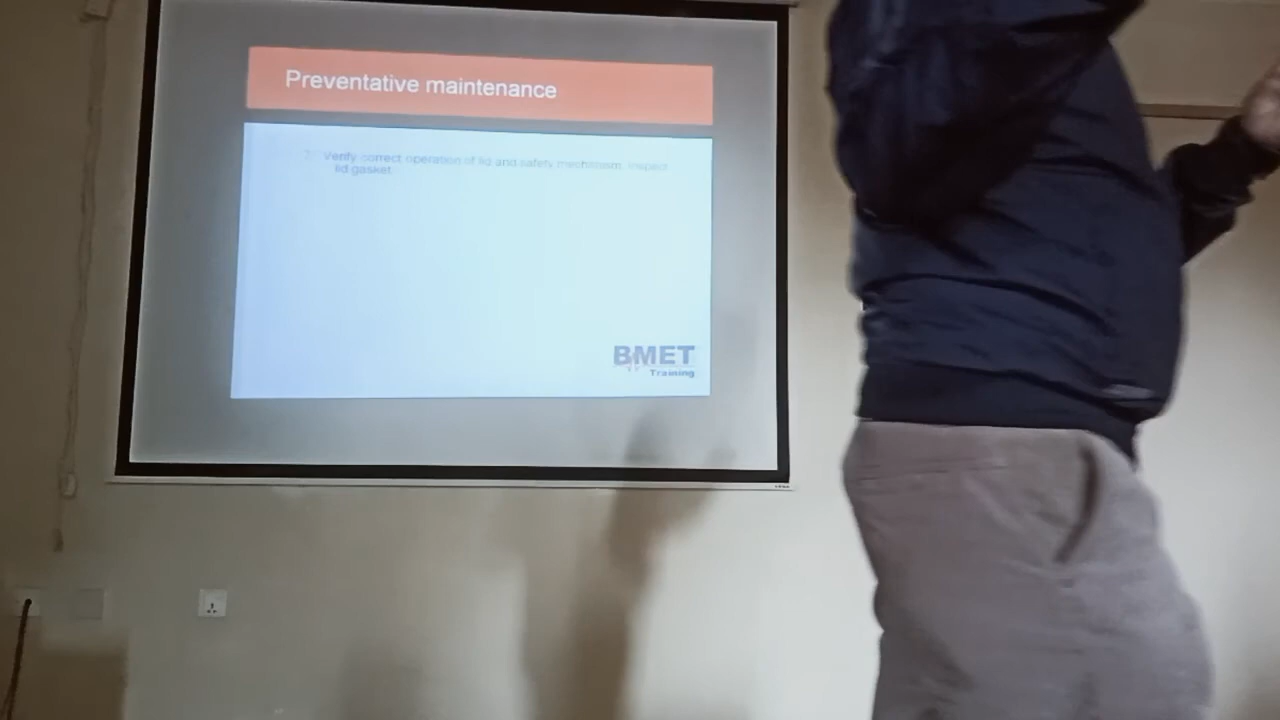 Preventative maintenance
Verify correct operation of lid and safety mechanism, inspect
lid gasket
BMET
Training